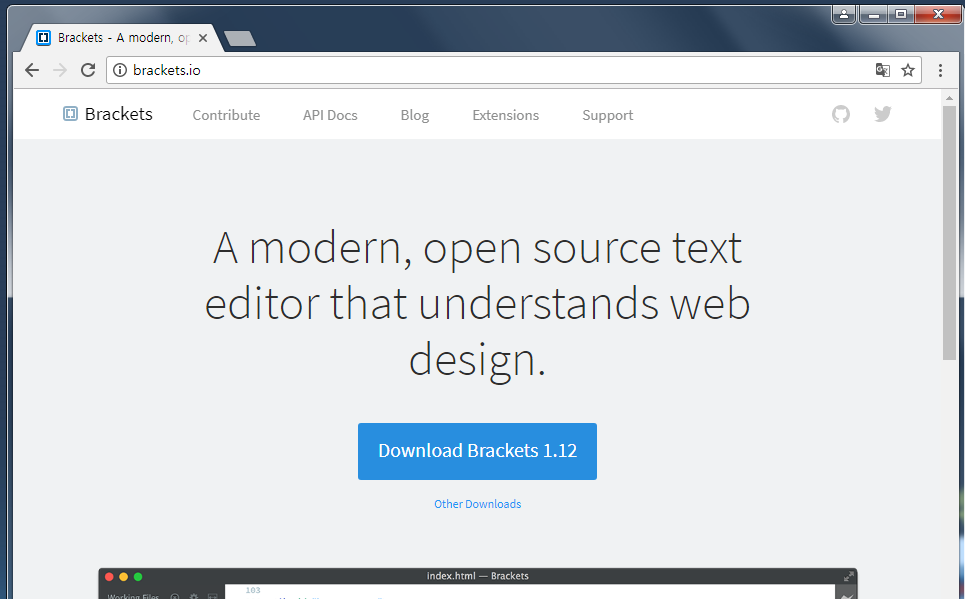 Brackets - A modern, op
brackets.io
Brackets Contribute API Docs Blog Extensions Support
A modern, open source text
editor that understands web
design.
Download Brackets 1.12
Other Downloads
index.html — Brackets
Working Files
103